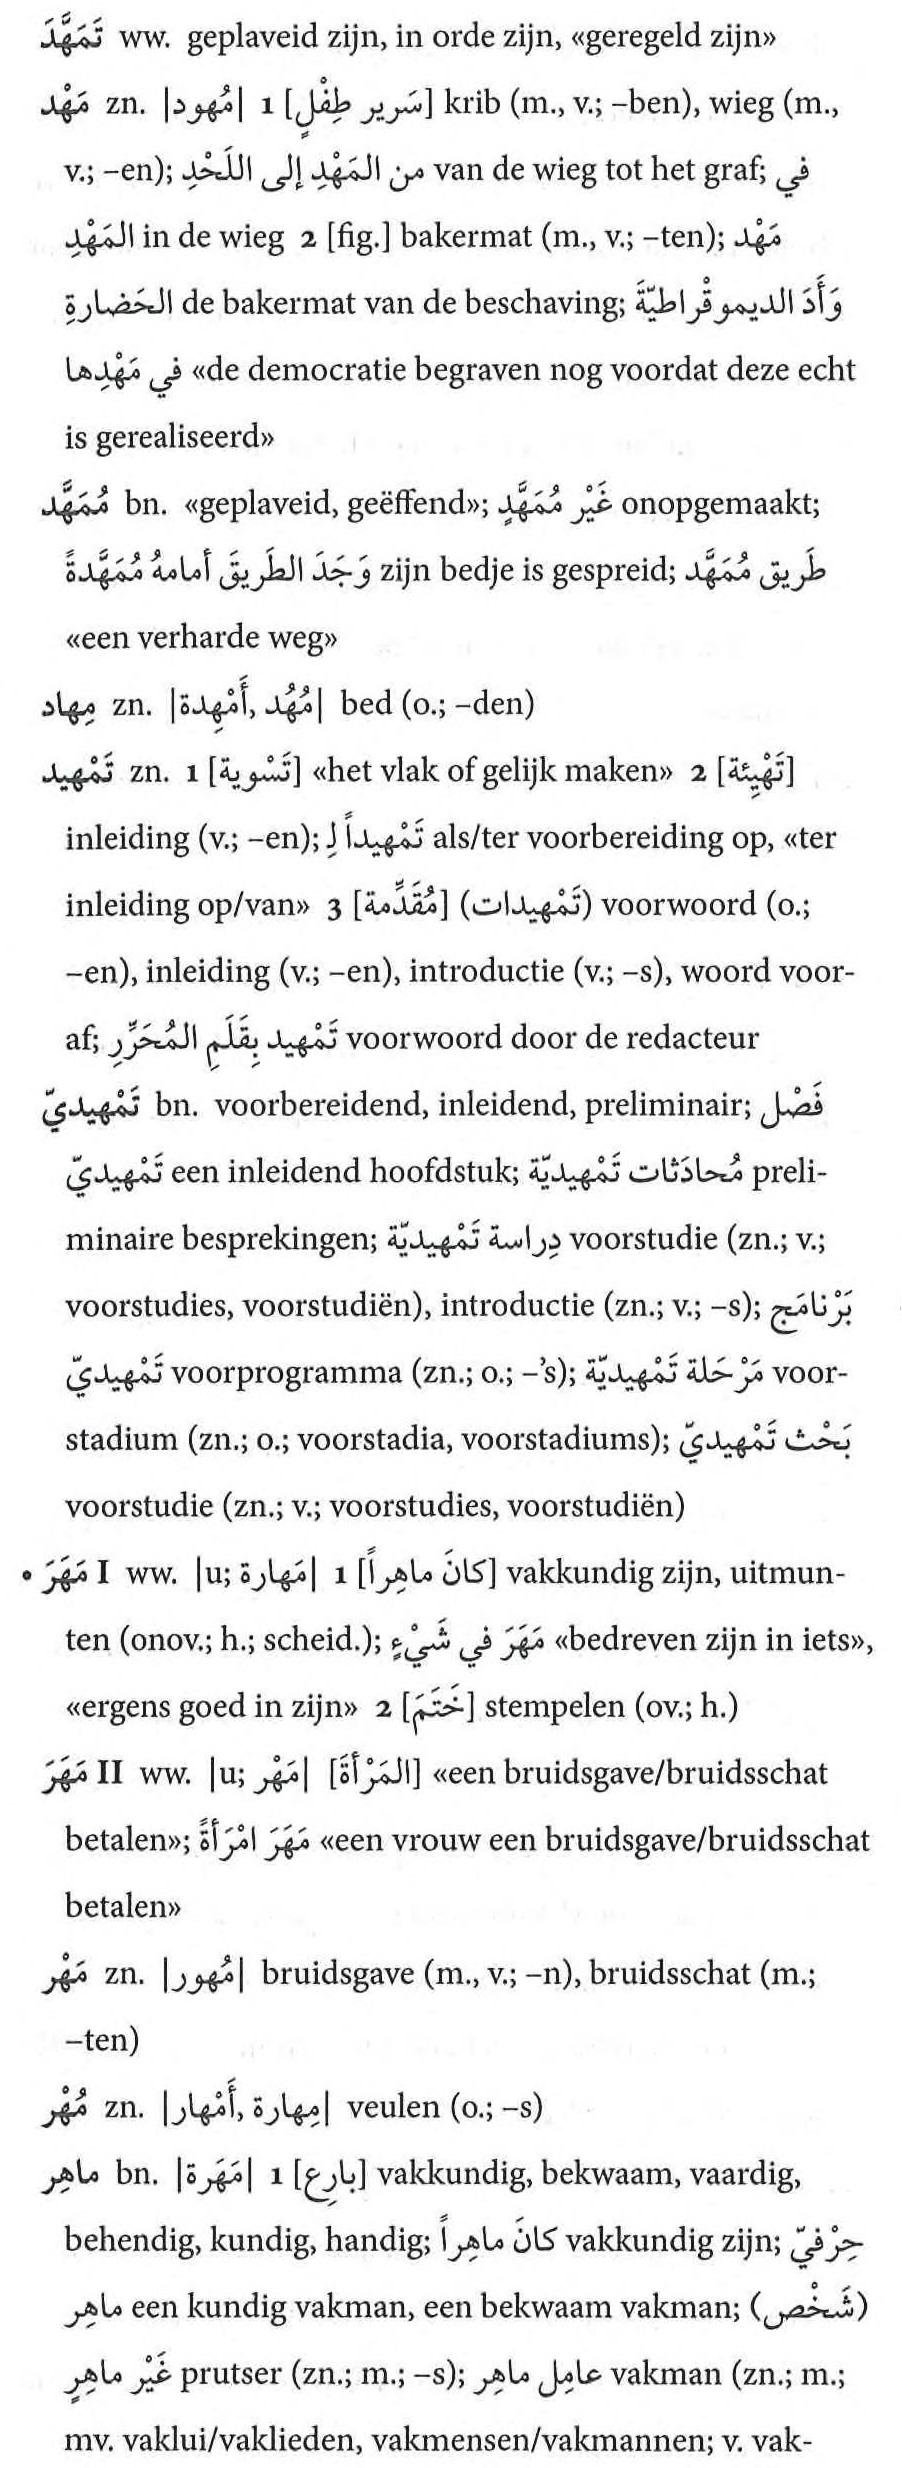 تَمَهَّدَ ww. geplaveid zijn, in orde zijn, «geregeld zijn»
مَهْد zn. |مُهود| 1 [سَرير طِفْلٍ] krib (m., v.; –ben), wieg (m.,
v.; –en); من المَهْدِ إلى اللَحْدِ van de wieg tot het graf; في
المَهْدِ in de wieg 2 [fig.] bakermat (m., v.; –ten); مَهْد
الحَضارةِ de bakermat van de beschaving; وَأَدَ الديموقْراطيّةَ
في مَهْدِها «de democratie begraven nog voordat deze echt
is gerealiseerd»
مُمَهَّد bn. «geplaveid, geëffend»; غَيْر مُمَهَّدٍ onopgemaakt;
وَجَدَ الطَريقَ أمامهُ مُمَهَّدةً zijn bedje is gespreid; طَريق مُمَهَّد
«een verharde weg»
مِهاد zn. |مُهُد, أَمْهِدة| bed (o.; –den)
تَمْهيد zn. 1 [تَسْوية] «het vlak of gelijk maken» 2 [تَهْيِئة]
inleiding (v.; –en); تَمْهيداً لِـ als/ter voorbereiding op, «ter
inleiding op/van» 3 [مُقَدِّمة] (تَمْهيدات) voorwoord (o.;
–en), inleiding (v.; –en), introductie (v.; –s), woord voor-
af; تَمْهيد بِقَلَمِ المُحَرِّرِ voorwoord door de redacteur
تَمْهيديّ bn. voorbereidend, inleidend, preliminair; فَصْل
تَمْهيديّ een inleidend hoofdstuk; مُحادَثات تَمْهيديّة preli-
minaire besprekingen; دِراسة تَمْهيديّة voorstudie (zn.; v.;
voorstudies, voorstudiën), introductie (zn.; v.; –s); بَرْنامَج
تَمْهيديّ voorprogramma (zn.; o.; –'s); مَرْحَلة تَمْهيديّة voor-
stadium (zn.; o.; voorstadia, voorstadiums); بَحْث تَمْهيديّ
voorstudie (zn.; v.; voorstudies, voorstudiën)
• مَهَرَ I ww. |u; مَهارة| 1 [كانَ ماهِراً] vakkundig zijn, uitmun-
ten (onov.; h.; scheid.); مَهَرَ في شَيْءٍ «bedreven zijn in iets»,
«ergens goed in zijn» 2 [خَتَمَ] stempelen (ov.; h.)
مَهَرَ II ww. |u; مَهْر| [المَرْأةَ] «een bruidsgave/bruidsschat
betalen»; مَهَرَ امْرَأةً «een vrouw een bruidsgave/bruidsschat
betalen»
مَهْر zn. |مُهور| bruidsgave (m., v.; –n), bruidsschat (m.;
–ten)
مُهْر zn. |مِهارة, أَمْهار| veulen (o.; –s)
ماهِر bn. |مَهَرة| 1 [بارِع] vakkundig, bekwaam, vaardig,
behendig, kundig, handig; كانَ ماهِراً vakkundig zijn; حِرْفيّ
ماهِر een kundig vakman, een bekwaam vakman; (شَخْص)
غَيْر ماهِرٍ prutser (zn.; m.; –s); عامِل ماهِر vakman (zn.; m.;
mv. vaklui/vaklieden, vakmensen/vakmannen; v. vak-